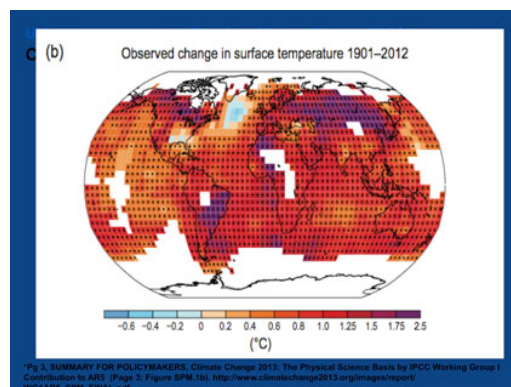 (b) Observed change in surface temperature 1901–2012
−0.6 −0.4 −0.2 0 0.2 0.4 0.6 0.8 1.0 1.25 1.5 1.75 2.5
(°C)
*Pg 3, SUMMARY FOR POLICYMAKERS, Climate Change 2013: The Physical Science Basis by IPCC Working Group I
Contribution to AR5 (Page 3; Figure SPM.1b). http://www.climatechange2013.org/images/report/